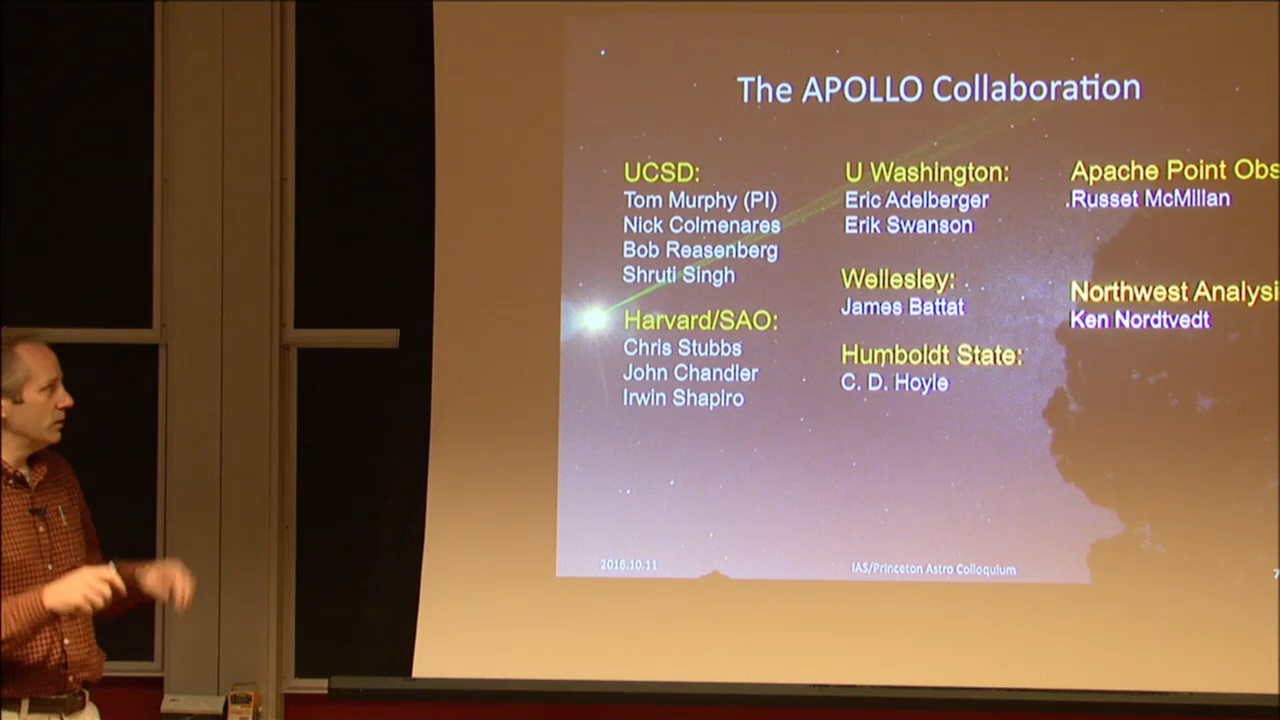 The APOLLO Collaboration
UCSD:
Tom Murphy (PI)
Nick Colmenares
Bob Reasenberg
Shruti Singh
Harvard/SAO:
Chris Stubbs
John Chandler
Irwin Shapiro
U Washington:
Eric Adelberger
Erik Swanson
Wellesley:
James Battat
Humboldt State:
C. D. Hoyle
Apache Point Obs
Russet McMillan
Northwest Analysi
Ken Nordtvedt
2016.10.11
IAS/Princeton Astro Colloquium
7